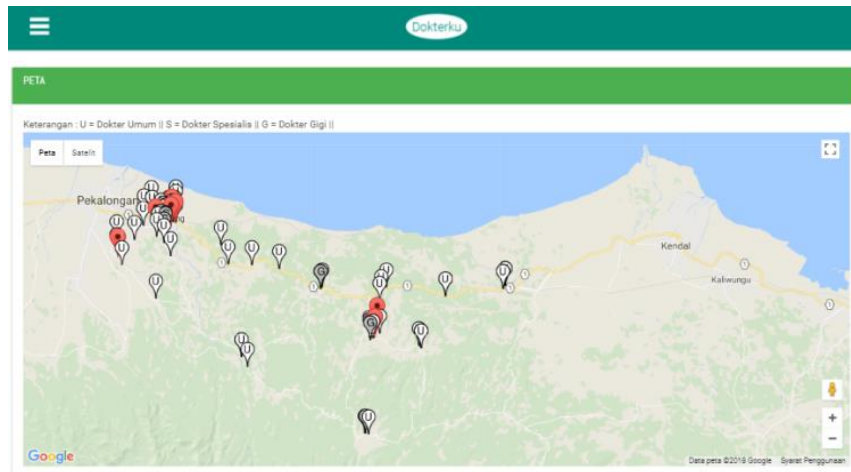 Dokterku
PETA
Keterangan : U = Dokter Umum || S = Dokter Spesialis || G = Dokter Gigi ||
Peta Satelit
Pekalongan
Kendal
Kaliwungu
Google
Data peta ©2019 Google Syarat Penggunaan